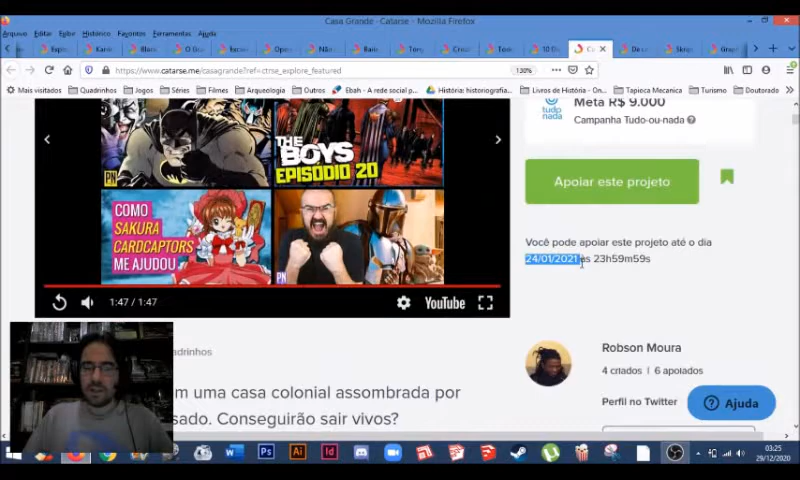 Casa Grande - Catarse - Mozilla Firefox
Arquivo Editar Exibir Histórico Favoritos Ferramentas Ajuda
https://www.catarse.me/casagrande?ref=ctrse_explore_featured
130%
Mais visitados Quadrinhos Jogos Séries Filmes Arqueologia Outros Ebah - A rede social p... História: historiografia... Livros de História - On... Tapioca Mecanica Turismo Doutorado
tudo
nada
Meta R$ 9.000
Campanha Tudo-ou-nada
THE BOYS
EPISÓDIO 20
PN
COMO
SAKURA
CARDCAPTORS
ME AJUDOU
PN
1:47 / 1:47
YouTube
Apoiar este projeto
Você pode apoiar este projeto até o dia
24/01/2021 às 23h59m59s
Robson Moura
4 criados | 6 apoiados
Perfil no Twitter
Ajuda
uadrinhos
m uma casa colonial assombrada por
sado. Conseguirão sair vivos?
03:25
29/12/2020